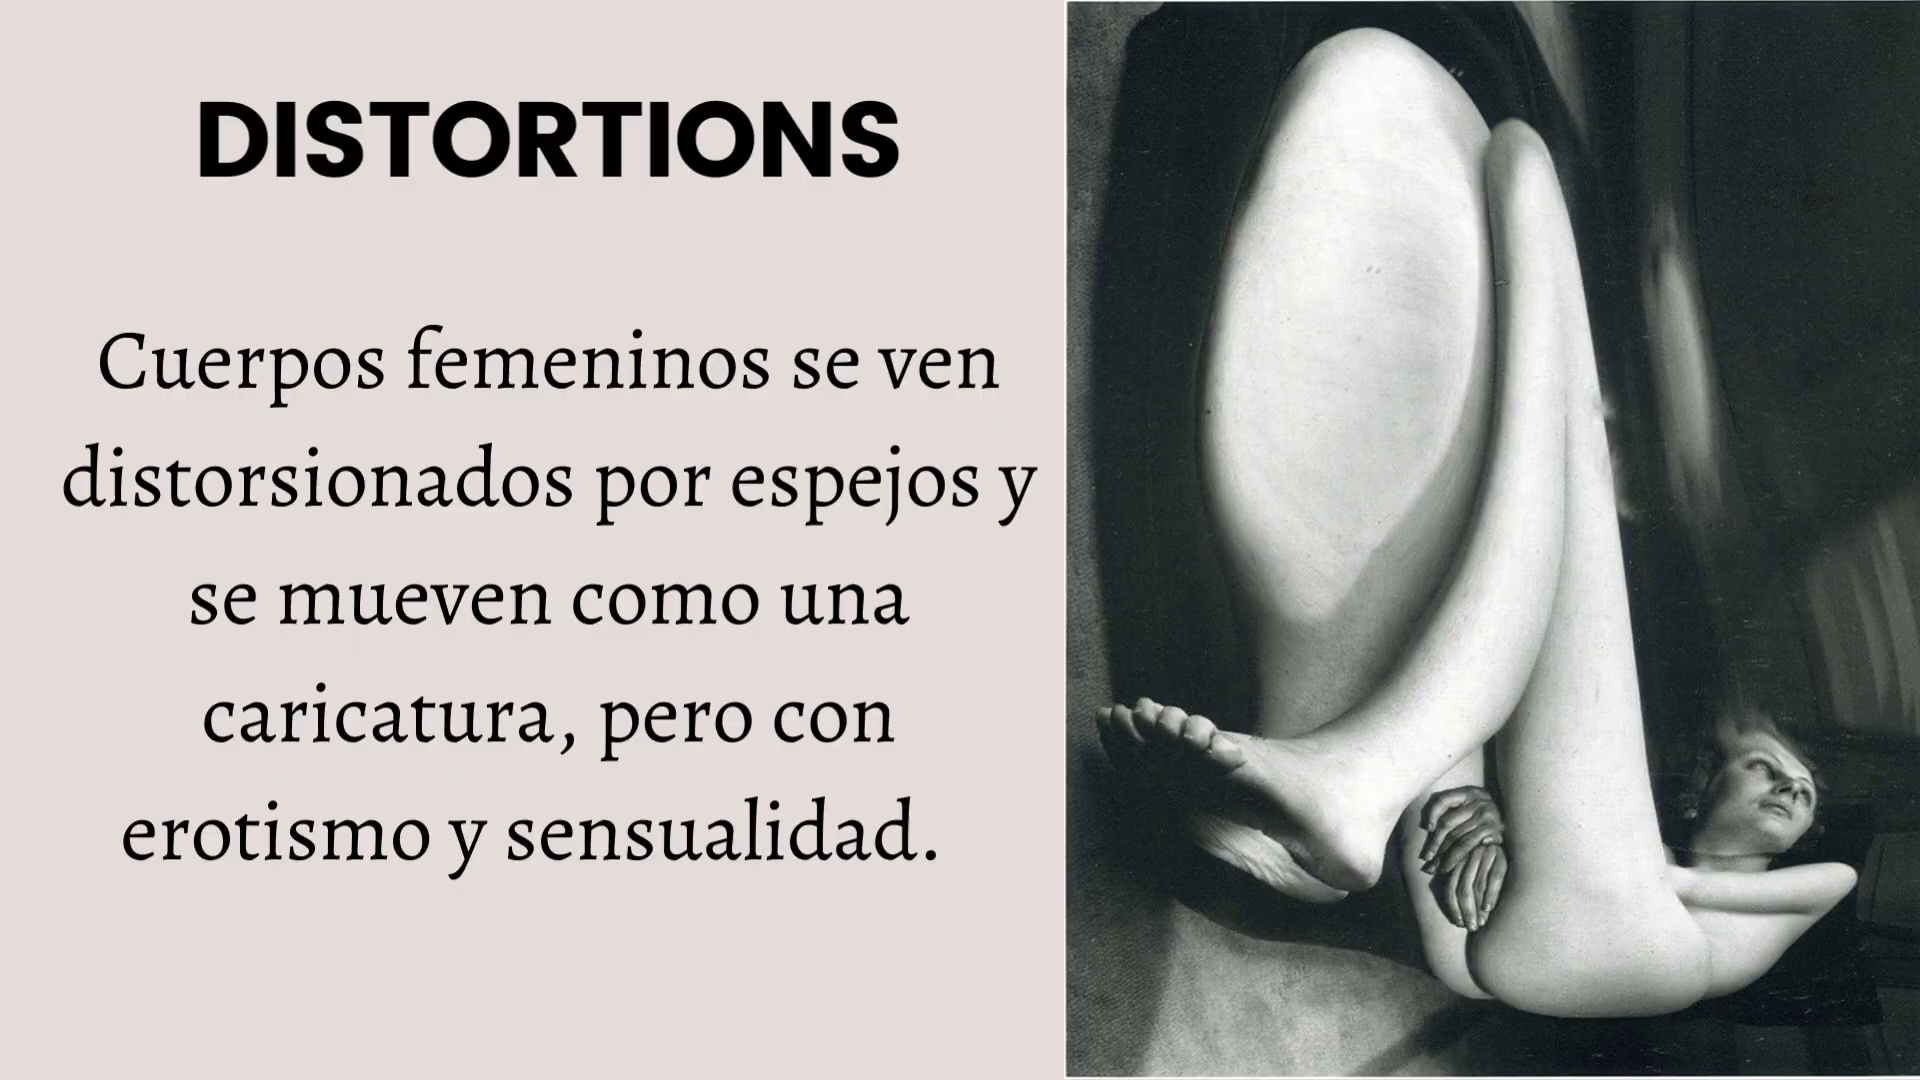 DISTORTIONS
Cuerpos femeninos se ven
distorsionados por espejos y
se mueven como una
caricatura, pero con
erotismo y sensualidad.